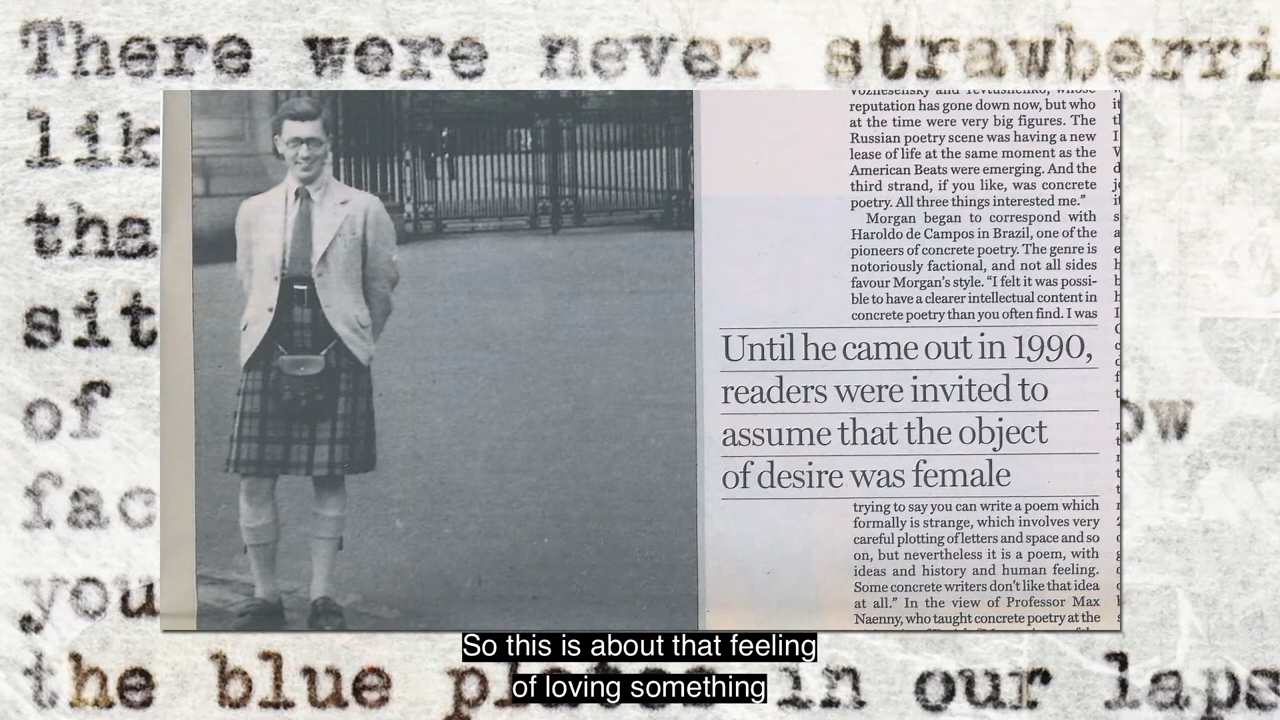 There were never strawberri
lik
tha
sit
of
ow
fac
you
the blue plates in our laps
reputation has gone down now, but who
at the time were very big figures. The
Russian poetry scene was having a new
lease of life at the same moment as the
American Beats were emerging. And the
third strand, if you like, was concrete
poetry. All three things interested me.”
Morgan began to correspond with
Haroldo de Campos in Brazil, one of the
pioneers of concrete poetry. The genre is
notoriously factional, and not all sides
favour Morgan's style. “I felt it was possi-
ble to have a clearer intellectual content in
concrete poetry than you often find. I was
Until he came out in 1990,
readers were invited to
assume that the object
of desire was female
trying to say you can write a poem which
formally is strange, which involves very
careful plotting of letters and space and so
on, but nevertheless it is a poem, with
ideas and history and human feeling.
Some concrete writers don't like that idea
at all.” In the view of Professor Max
Naenny, who taught concrete poetry at the
So this is about that feeling
of loving something